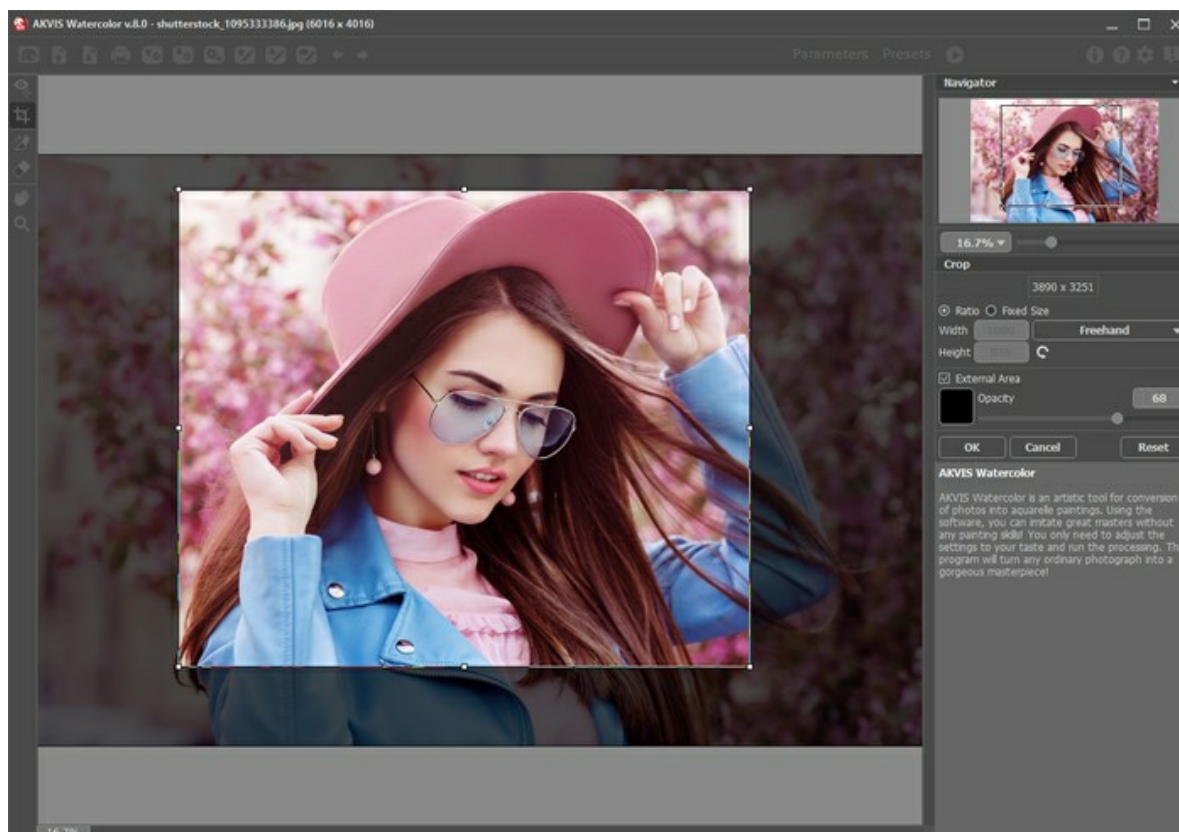 AKVIS Watercolor v.8.0 - shutterstock_1095333386.jpg (6016 x 4016)
Parameters Presets
Navigator
16.7%
Crop
3890 x 3251
Ratio Fixed Size
Width Freehand
Height
External Area
Opacity 68
OK Cancel Reset
AKVIS Watercolor
AKVIS Watercolor is an artistic tool for conversion
of photos into aquarelle paintings. Using the
software, you can imitate great masters without
any painting skills! You only need to adjust the
settings to your taste and run the processing. Th
program will turn any ordinary photograph into a
gorgeous masterpiece!
16.7%